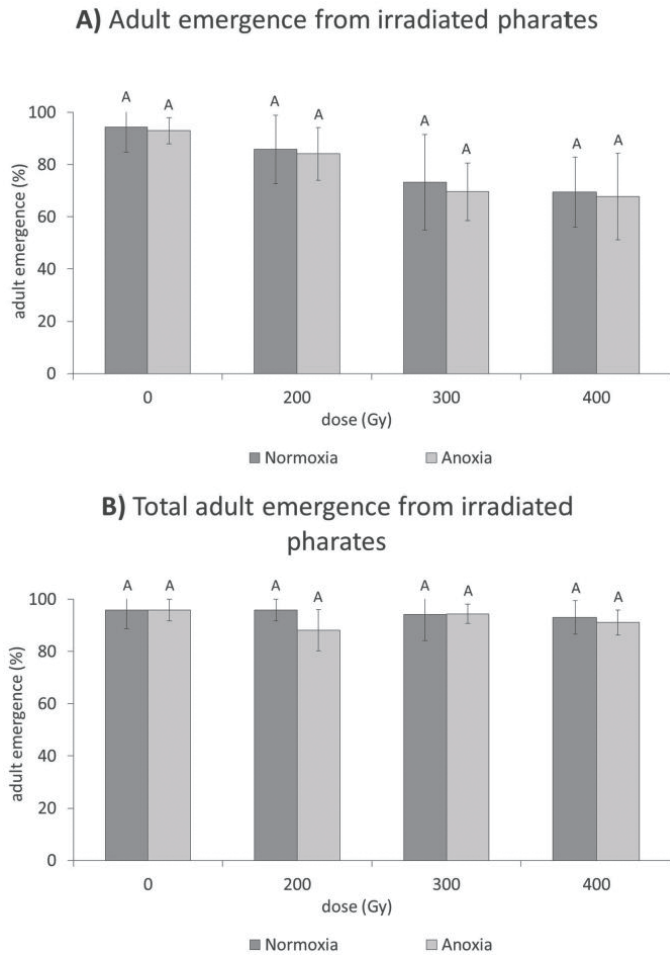 A) Adult emergence from irradiated pharates
A A A A A A A A
100
80
60
40
20
0
adult emergence (%)
0 200 300 400
dose (Gy)
Normoxia Anoxia
B) Total adult emergence from irradiated
pharates
A A A A A A A A
100
80
60
40
20
0
adult emergence (%)
0 200 300 400
dose (Gy)
Normoxia Anoxia